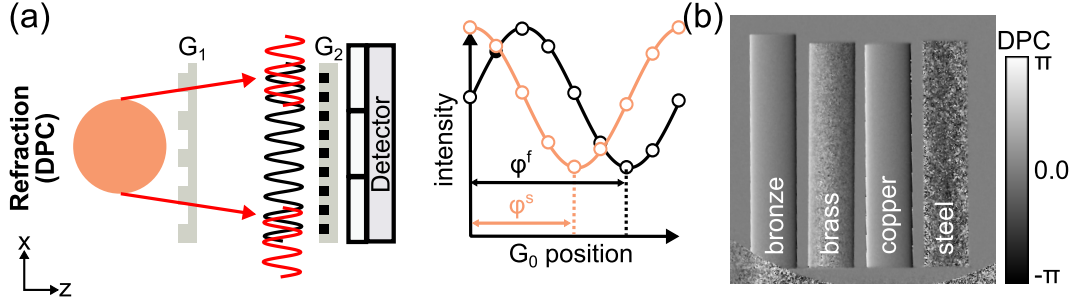 (a)
Refraction
(DPC)
x
z
G₁
G₂
Detector
intensity
φᶠ
φˢ
G₀ position
(b)
bronze
brass
copper
steel
DPC
π
0.0
-π